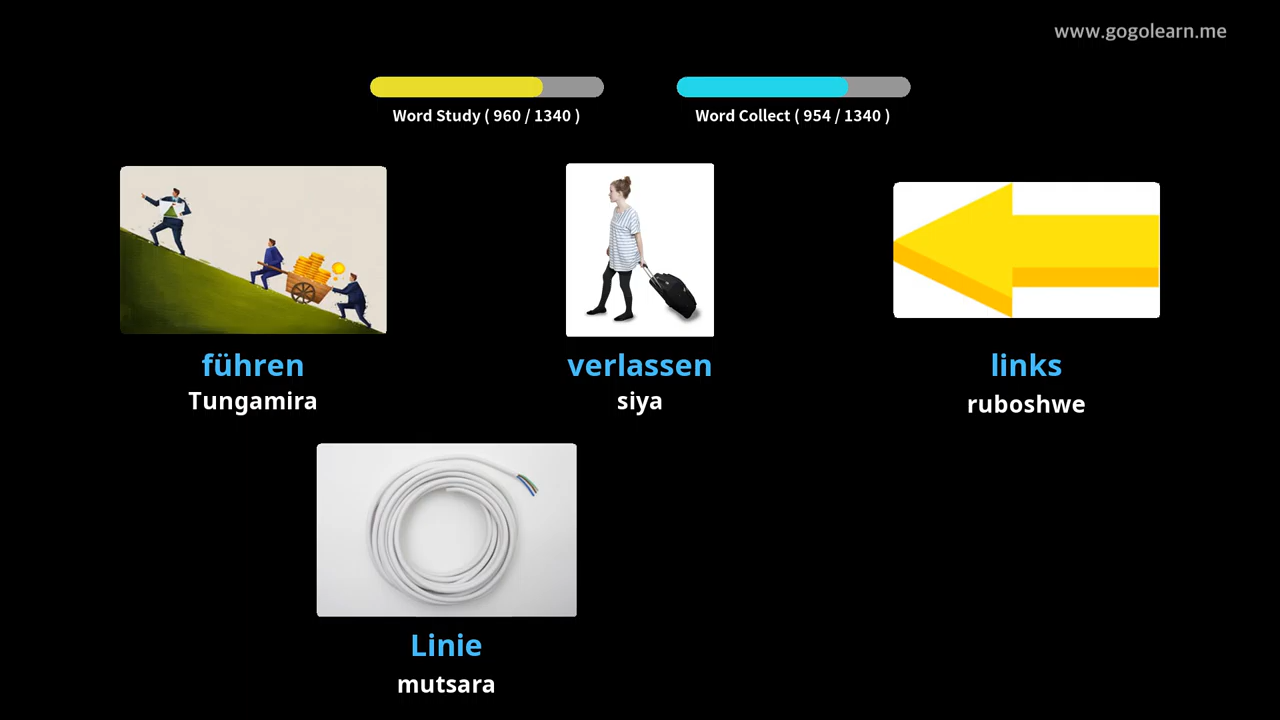 www.gogolearn.me
Word Study ( 960 / 1340 )
Word Collect ( 954 / 1340 )
führen
Tungamira
verlassen
siya
links
ruboshwe
Linie
mutsara